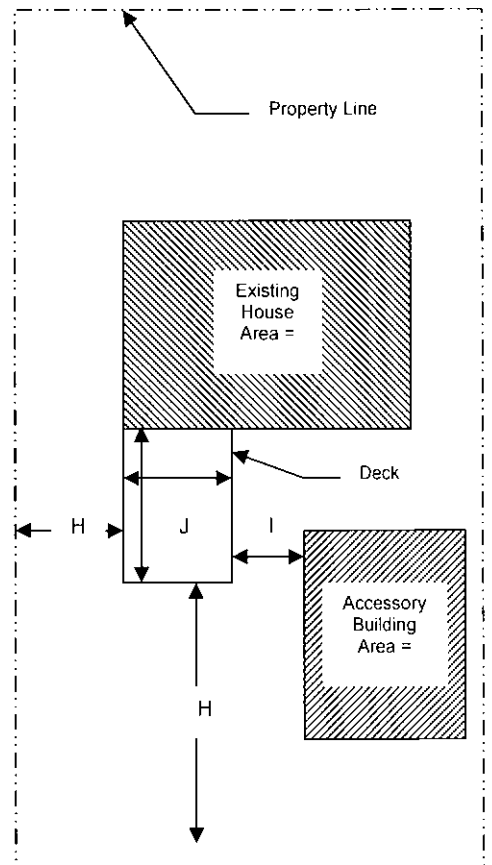 Property Line
Existing
House
Area =
Deck
H
J
I
Accessory
Building
Area =
H